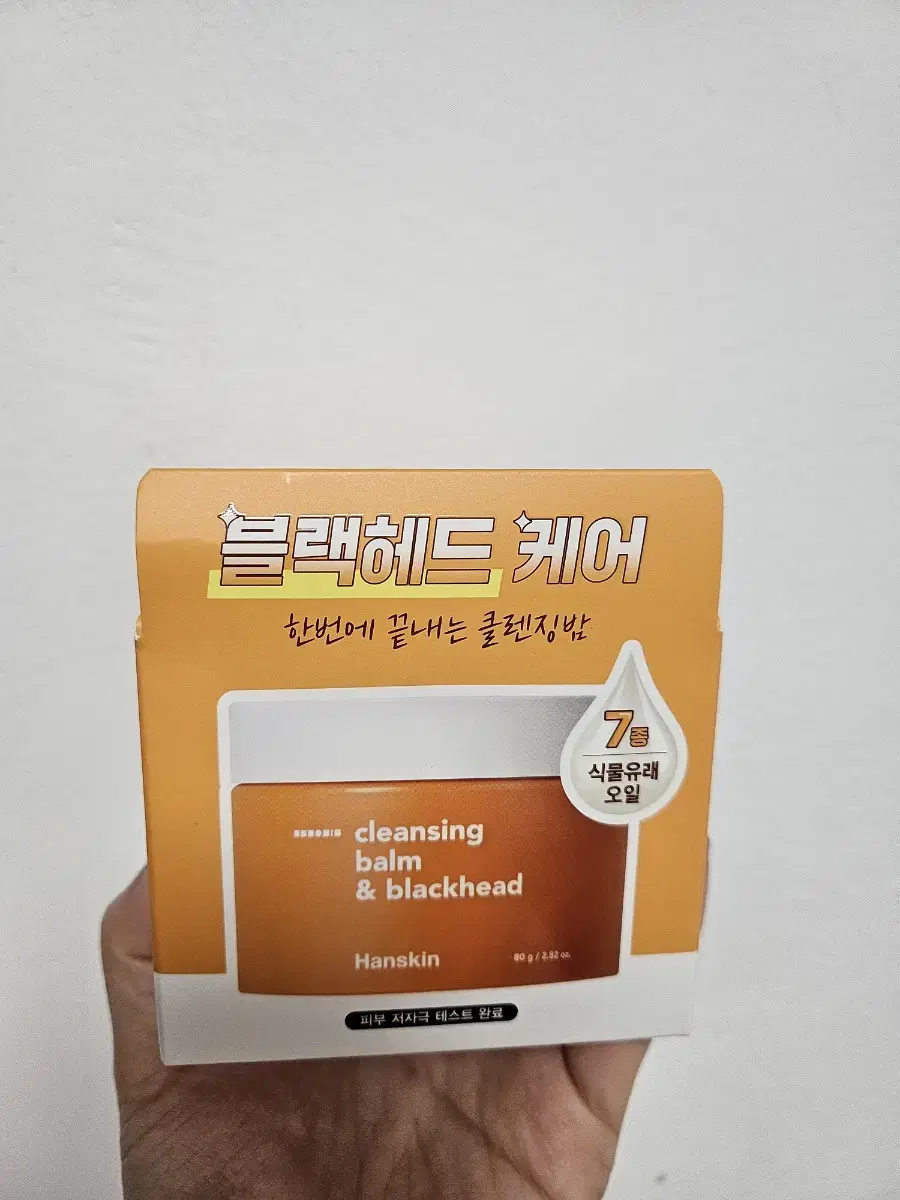 블랙헤드 케어
한번에 끝내는 클렌징밤
7종
식물유래
오일
cleansing
balm
& blackhead
Hanskin
80 g / 2.82 oz.
피부 저자극 테스트 완료